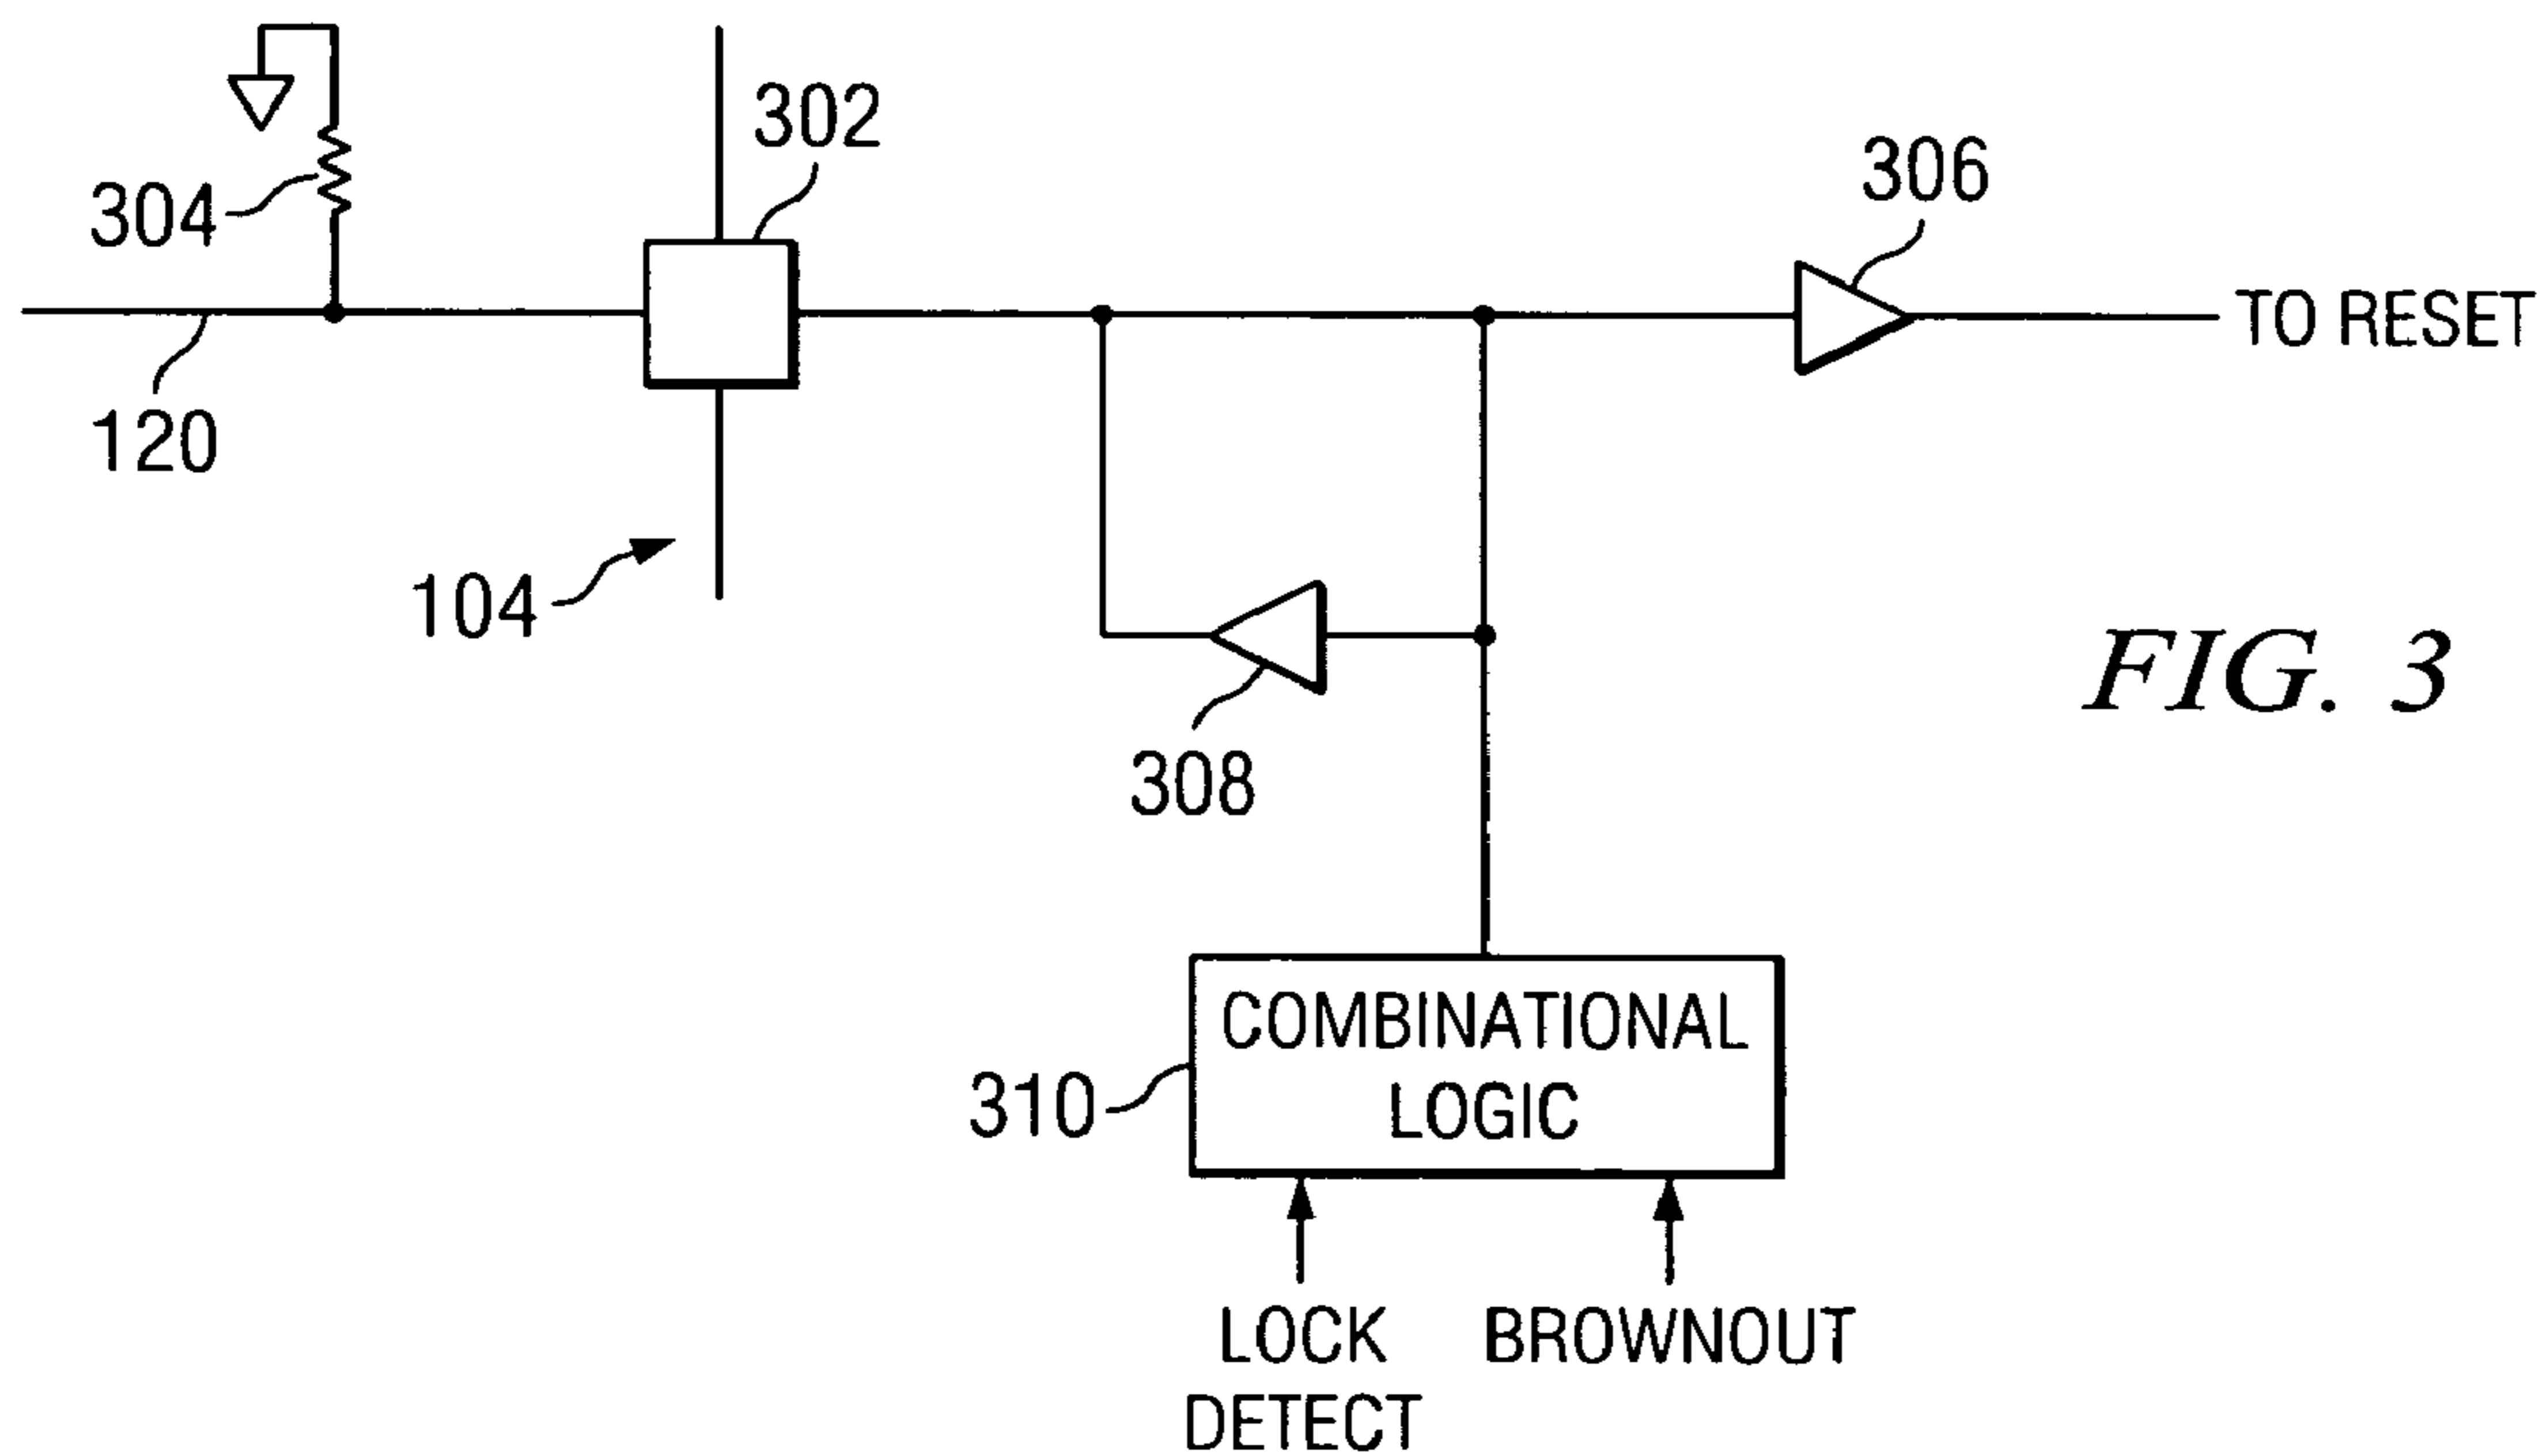 302
306
304
TO RESET
120
104
FIG. 3
308
COMBINATIONAL
LOGIC
310
LOCK
DETECT
BROWNOUT